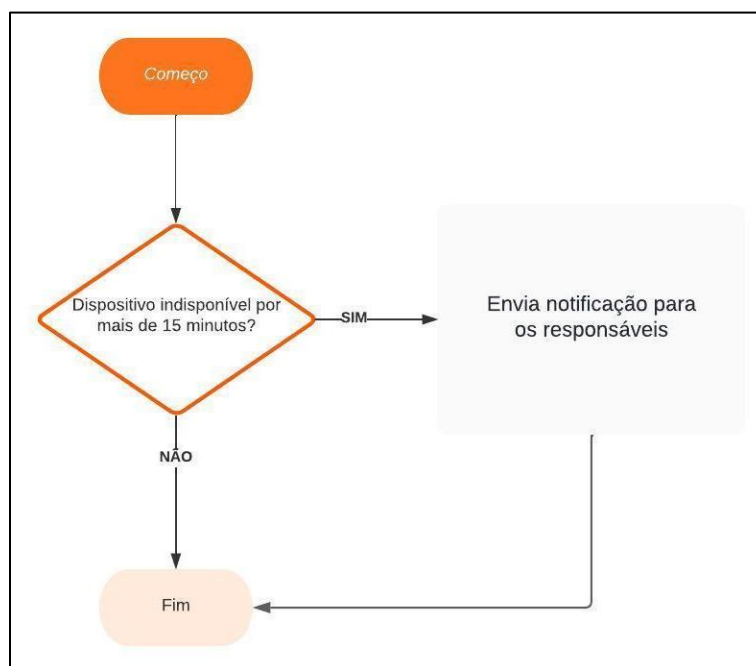 Começo
Dispositivo indisponível por
mais de 15 minutos?
SIM
Envia notificação para
os responsáveis
NÃO
Fim